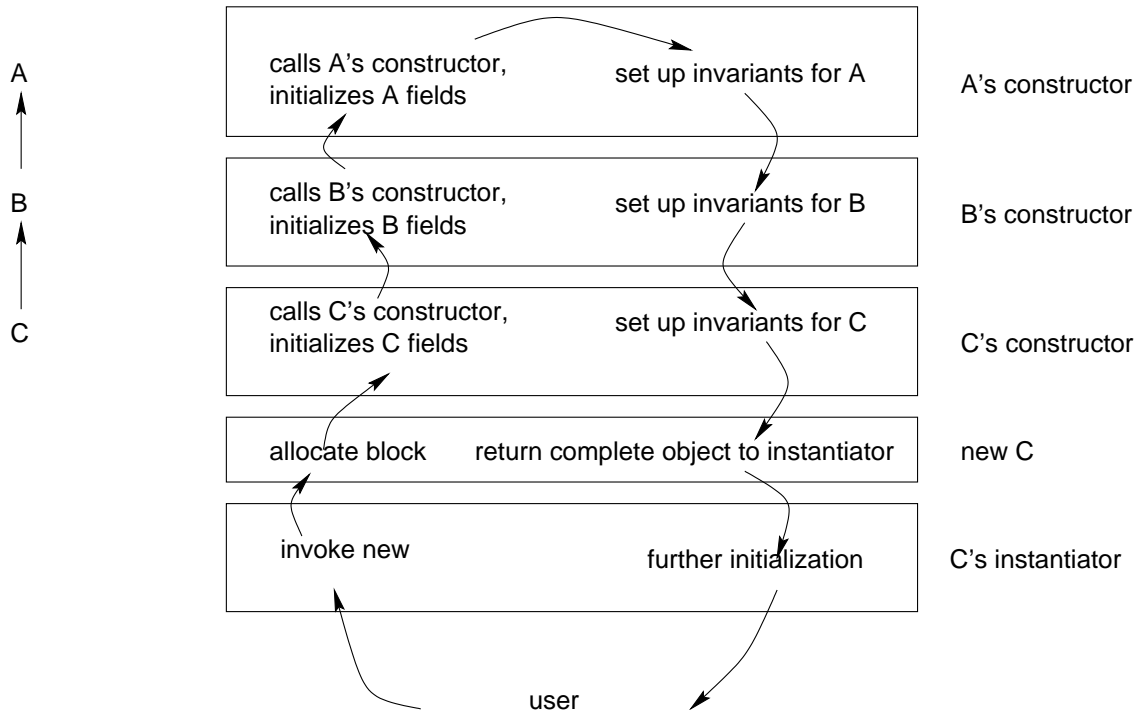 A
calls A's constructor,
initializes A fields
set up invariants for A
A's constructor
B
calls B's constructor,
initializes B fields
set up invariants for B
B's constructor
C
calls C's constructor,
initializes C fields
set up invariants for C
C's constructor
allocate block
return complete object to instantiator
new C
invoke new
further initialization
C's instantiator
user